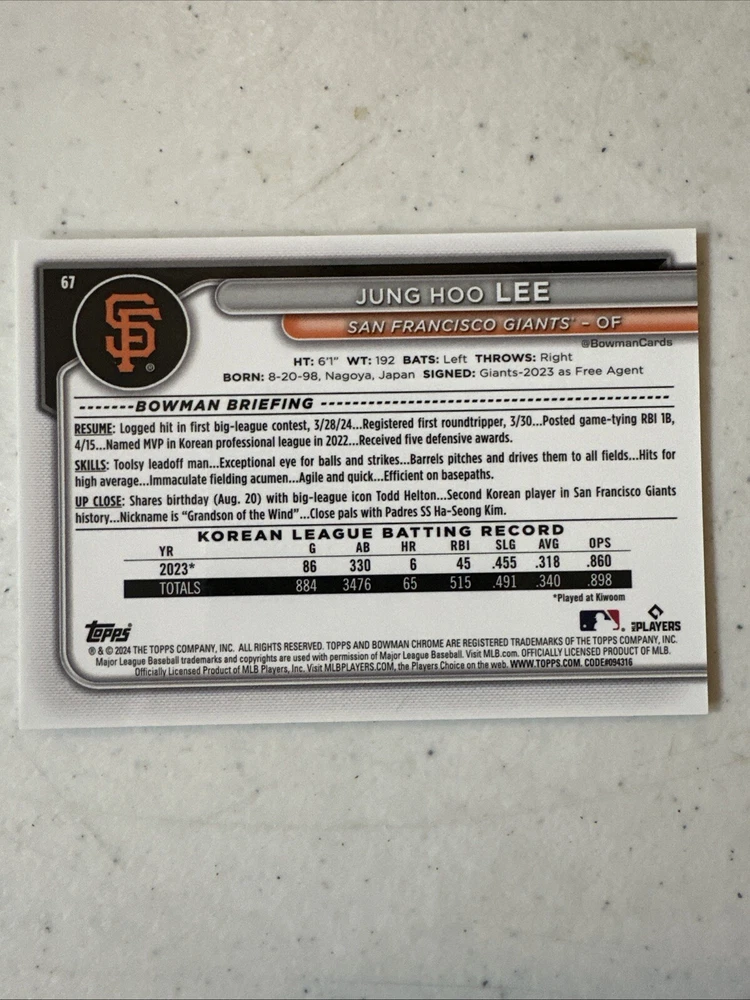 67
SF
®
JUNG HOO LEE
SAN FRANCISCO GIANTS - OF
@BowmanCards
HT: 6'1" WT: 192 BATS: Left THROWS: Right
BORN: 8-20-98, Nagoya, Japan SIGNED: Giants-2023 as Free Agent
BOWMAN BRIEFING
RESUME: Logged hit in first big-league contest, 3/28/24...Registered first roundtripper, 3/30...Posted game-tying RBI 1B,
4/15...Named MVP in Korean professional league in 2022...Received five defensive awards.
SKILLS: Toolsy leadoff man...Exceptional eye for balls and strikes...Barrels pitches and drives them to all fields...Hits for
high average...Immaculate fielding acumen...Agile and quick...Efficient on basepaths.
UP CLOSE: Shares birthday (Aug. 20) with big-league icon Todd Helton...Second Korean player in San Francisco Giants
history...Nickname is “Grandson of the Wind”...Close pals with Padres SS Ha-Seong Kim.
KOREAN LEAGUE BATTING RECORD
YR G AB HR RBI SLG AVG OPS
2023* 86 330 6 45 .455 .318 .860
TOTALS 884 3476 65 515 .491 .340 .898
*Played at Kiwoom
Topps PLAYERS
® & © 2024 THE TOPPS COMPANY, INC. ALL RIGHTS RESERVED. TOPPS AND BOWMAN CHROME ARE REGISTERED TRADEMARKS OF THE TOPPS COMPANY, INC.
Major League Baseball trademarks and copyrights are used with permission of Major League Baseball. Visit MLB.com. OFFICIALLY LICENSED PRODUCT OF MLB.
Officially Licensed Product of MLB Players, Inc. Visit MLBPLAYERS.COM, the Players Choice on the web. WWW.TOPPS.COM. CODE#094316